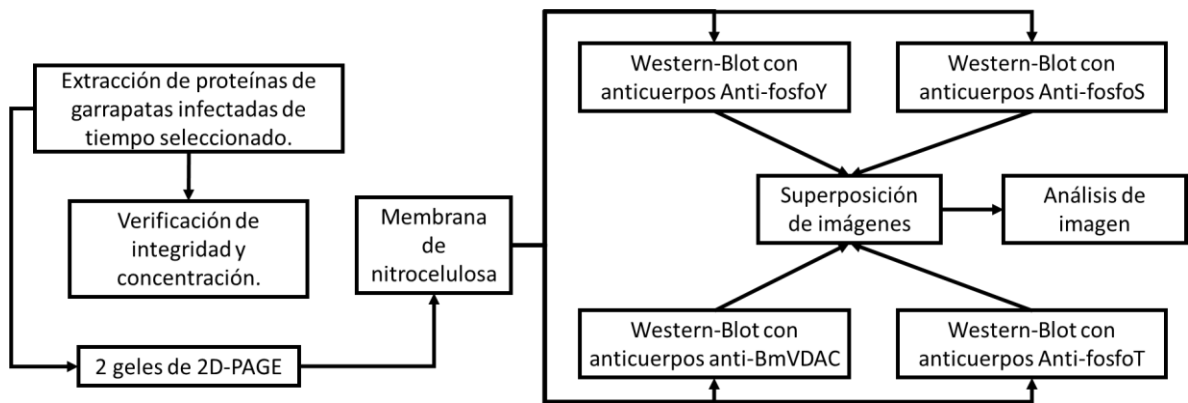 Extracción de proteínas de
garrapatas infectadas de
tiempo seleccionado.
Verificación de
integridad y
concentración.
2 geles de 2D-PAGE
Membrana
de
nitrocelulosa
Western-Blot con
anticuerpos Anti-fosfoY
Western-Blot con
anticuerpos Anti-fosfoS
Superposición
de imágenes
Análisis de
imagen
Western-Blot con
anticuerpos anti-BmVDAC
Western-Blot con
anticuerpos Anti-fosfoT